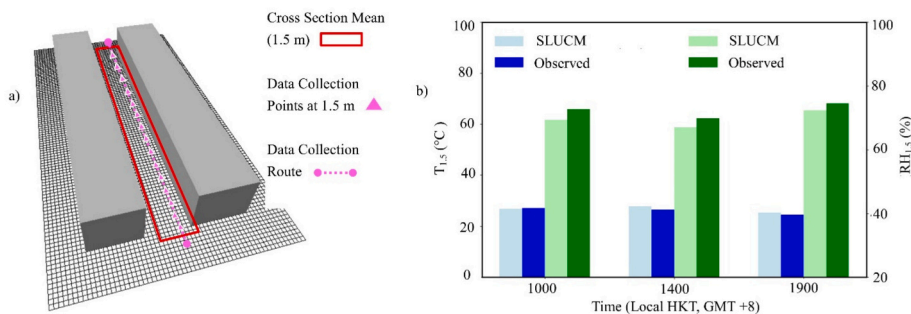 a)
Cross Section Mean
(1.5 m)
Data Collection
Points at 1.5 m
Data Collection
Route
b)
SLUCM
Observed
SLUCM
Observed
T1.5 (°C)
100
80
60
40
20
0
RH1.5 (%)
100
80
60
40
20
1000
1400
1900
Time (Local HKT, GMT +8)